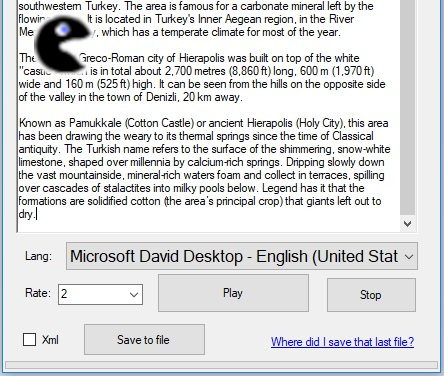 southwestern Turkey. The area is famous for a carbonate mineral left by the
flowing It is located in Turkey's Inner Aegean region, in the River
which has a temperate climate for most of the year.
The Greco-Roman city of Hierapolis was built on top of the white
"castle" is in total about 2,700 metres (8,860 ft) long, 600 m (1,970 ft)
wide and 160 m (525 ft) high. It can be seen from the hills on the opposite side
of the valley in the town of Denizli, 20 km away.
Known as Pamukkale (Cotton Castle) or ancient Hierapolis (Holy City), this area
has been drawing the weary to its thermal springs since the time of Classical
antiquity. The Turkish name refers to the surface of the shimmering, snow-white
limestone, shaped over millennia by calcium-rich springs. Dripping slowly down
the vast mountainside, mineral-rich waters foam and collect in terraces, spilling
over cascades of stalactites into milky pools below. Legend has it that the
formations are solidified cotton (the area's principal crop) that giants left out to
dry.
Lang: Microsoft David Desktop - English (United Stat
Rate: 2 Play Stop
Xml Save to file Where did I save that last file?